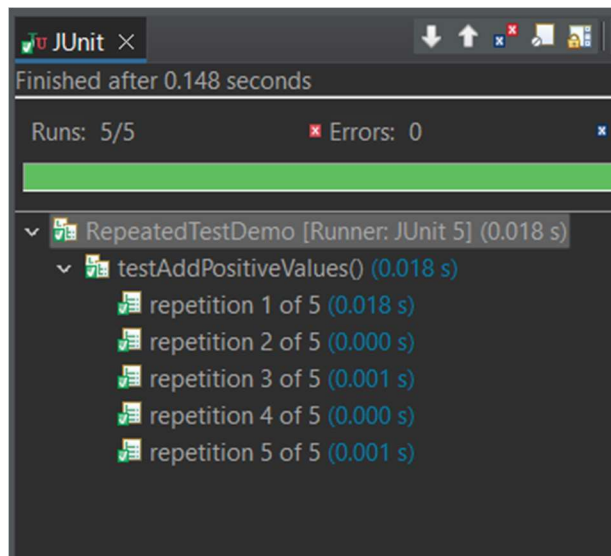 JUnit
Finished after 0.148 seconds
Runs: 5/5 Errors: 0
RepeatedTestDemo [Runner: JUnit 5] (0.018 s)
testAddPositiveValues() (0.018 s)
repetition 1 of 5 (0.018 s)
repetition 2 of 5 (0.000 s)
repetition 3 of 5 (0.001 s)
repetition 4 of 5 (0.000 s)
repetition 5 of 5 (0.001 s)